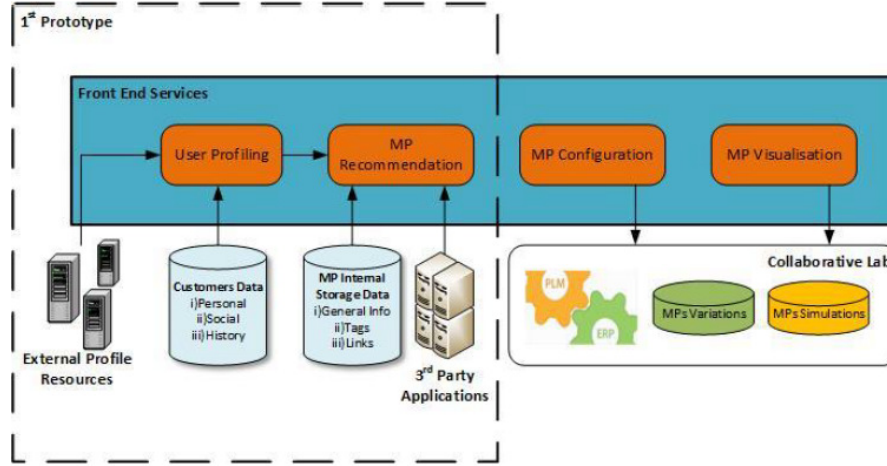 1st Prototype
Front End Services
User Profiling
MP
Recommendation
MP Configuration
MP Visualisation
External Profile
Resources
Customers Data
i)Personal
ii)Social
iii)History
MP Internal
Storage Data
i)General Info
ii)Tags
iii)Links
3rd Party
Applications
Collaborative Lab
PLM
ERP
MPs Variations
MPs Simulations